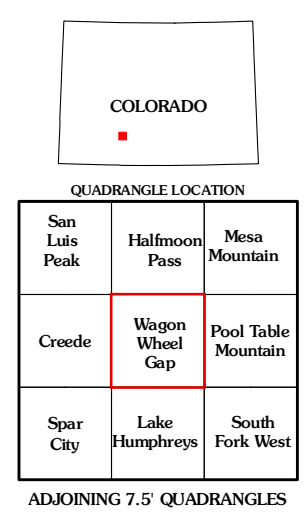 COLORADO
QUADRANGLE LOCATION
San
Luis
Peak
Halfmoon
Pass
Mesa
Mountain
Creede
Wagon
Wheel
Gap
Pool Table
Mountain
Spar
City
Lake
Humphreys
South
Fork West
ADJOINING 7.5' QUADRANGLES